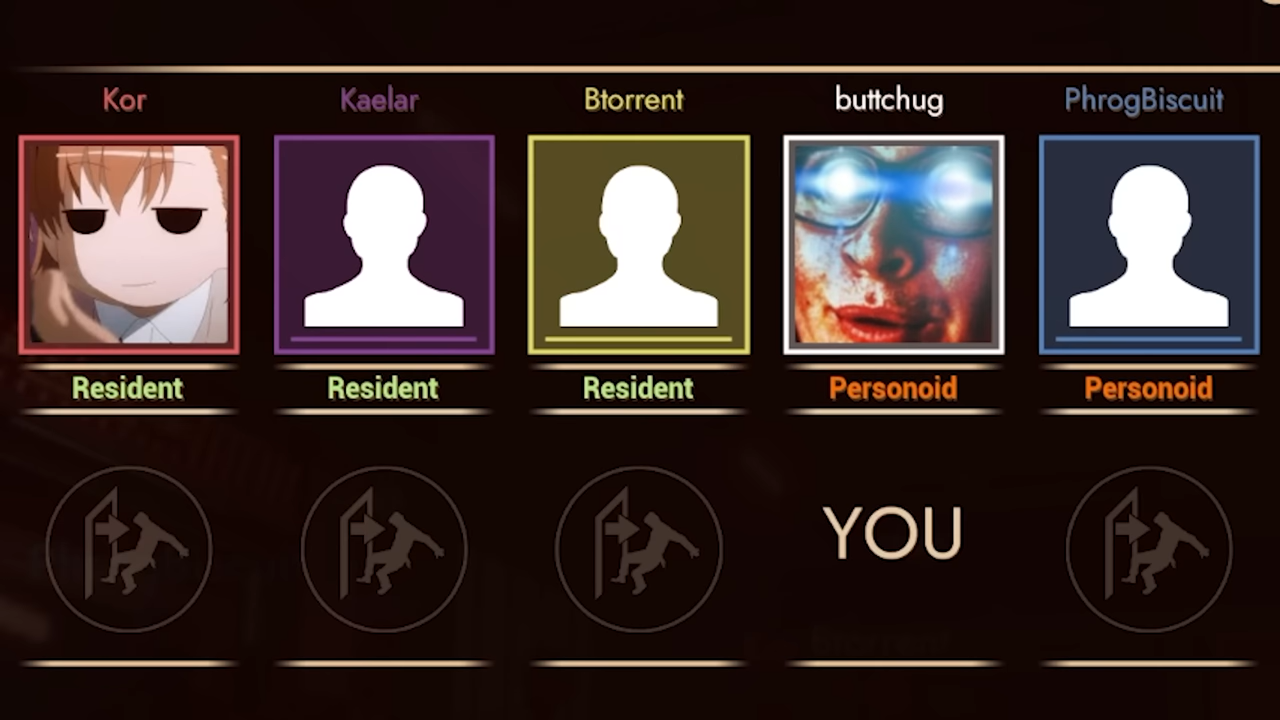 Kor
Kaelar
Btorrent
buttchug
PhrogBiscuit
Resident
Resident
Resident
Personoid
Personoid
YOU